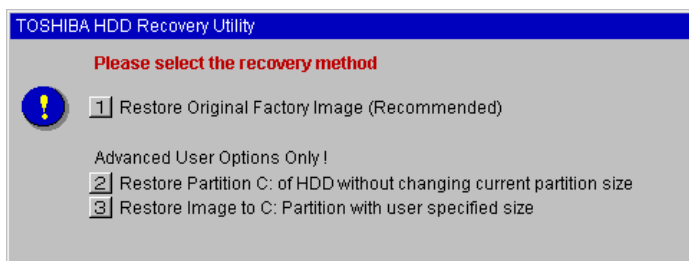 TOSHIBA HDD Recovery Utility
Please select the recovery method
1 Restore Original Factory Image (Recommended)
Advanced User Options Only !
2 Restore Partition C: of HDD without changing current partition size
3 Restore Image to C: Partition with user specified size